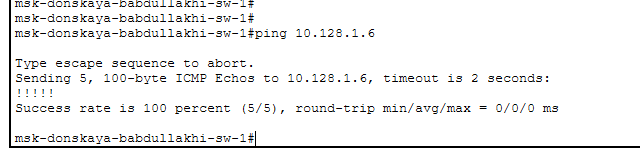 msk-donskaya-babdullakhi-sw-1#
msk-donskaya-babdullakhi-sw-1#
msk-donskaya-babdullakhi-sw-1#ping 10.128.1.6
Type escape sequence to abort.
Sending 5, 100-byte ICMP Echos to 10.128.1.6, timeout is 2 seconds:
!!!!!
Success rate is 100 percent (5/5), round-trip min/avg/max = 0/0/0 ms
msk-donskaya-babdullakhi-sw-1#